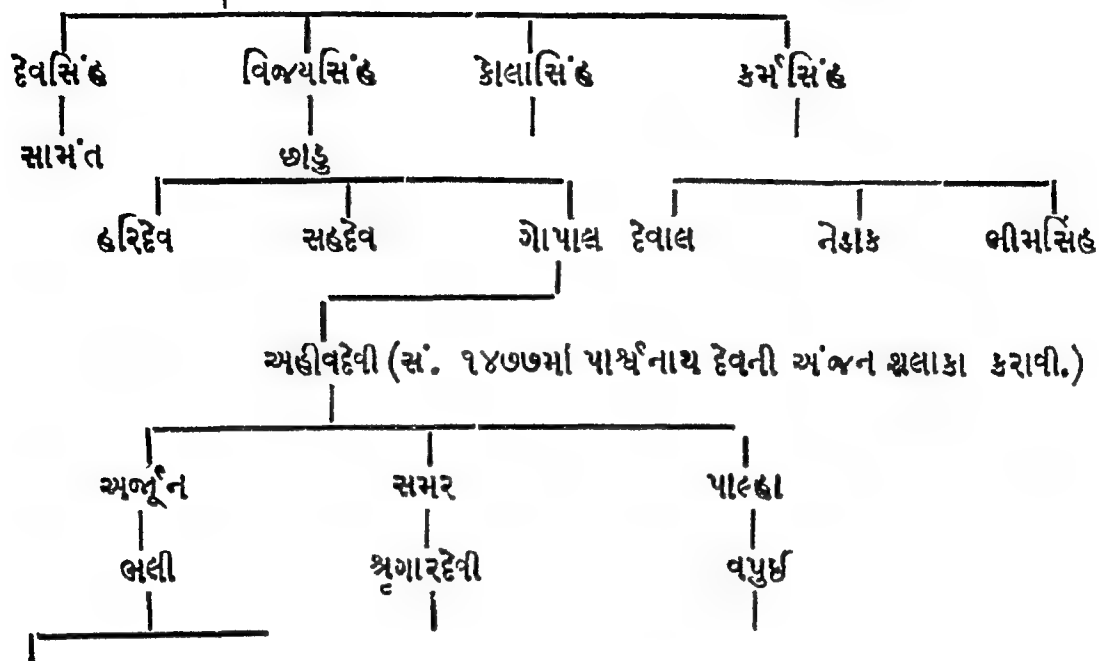 દેવસિંહ વિજયસિંહ કોલાસિંહ કર્મસિંહ
સામંત છાડુ
હરિદેવ સહદેવ ગોપાલ દેવાલ નેડાક ભીમસિંહ
અહીવદેવી (સં. ૧૪૭૭માં પાર્શ્વનાથ દેવની અંજન શલાકા કરાવી.)
અર્જૂન સમર પાલ્હા
ભલી શ્રૃગારદેવી વપુઈ